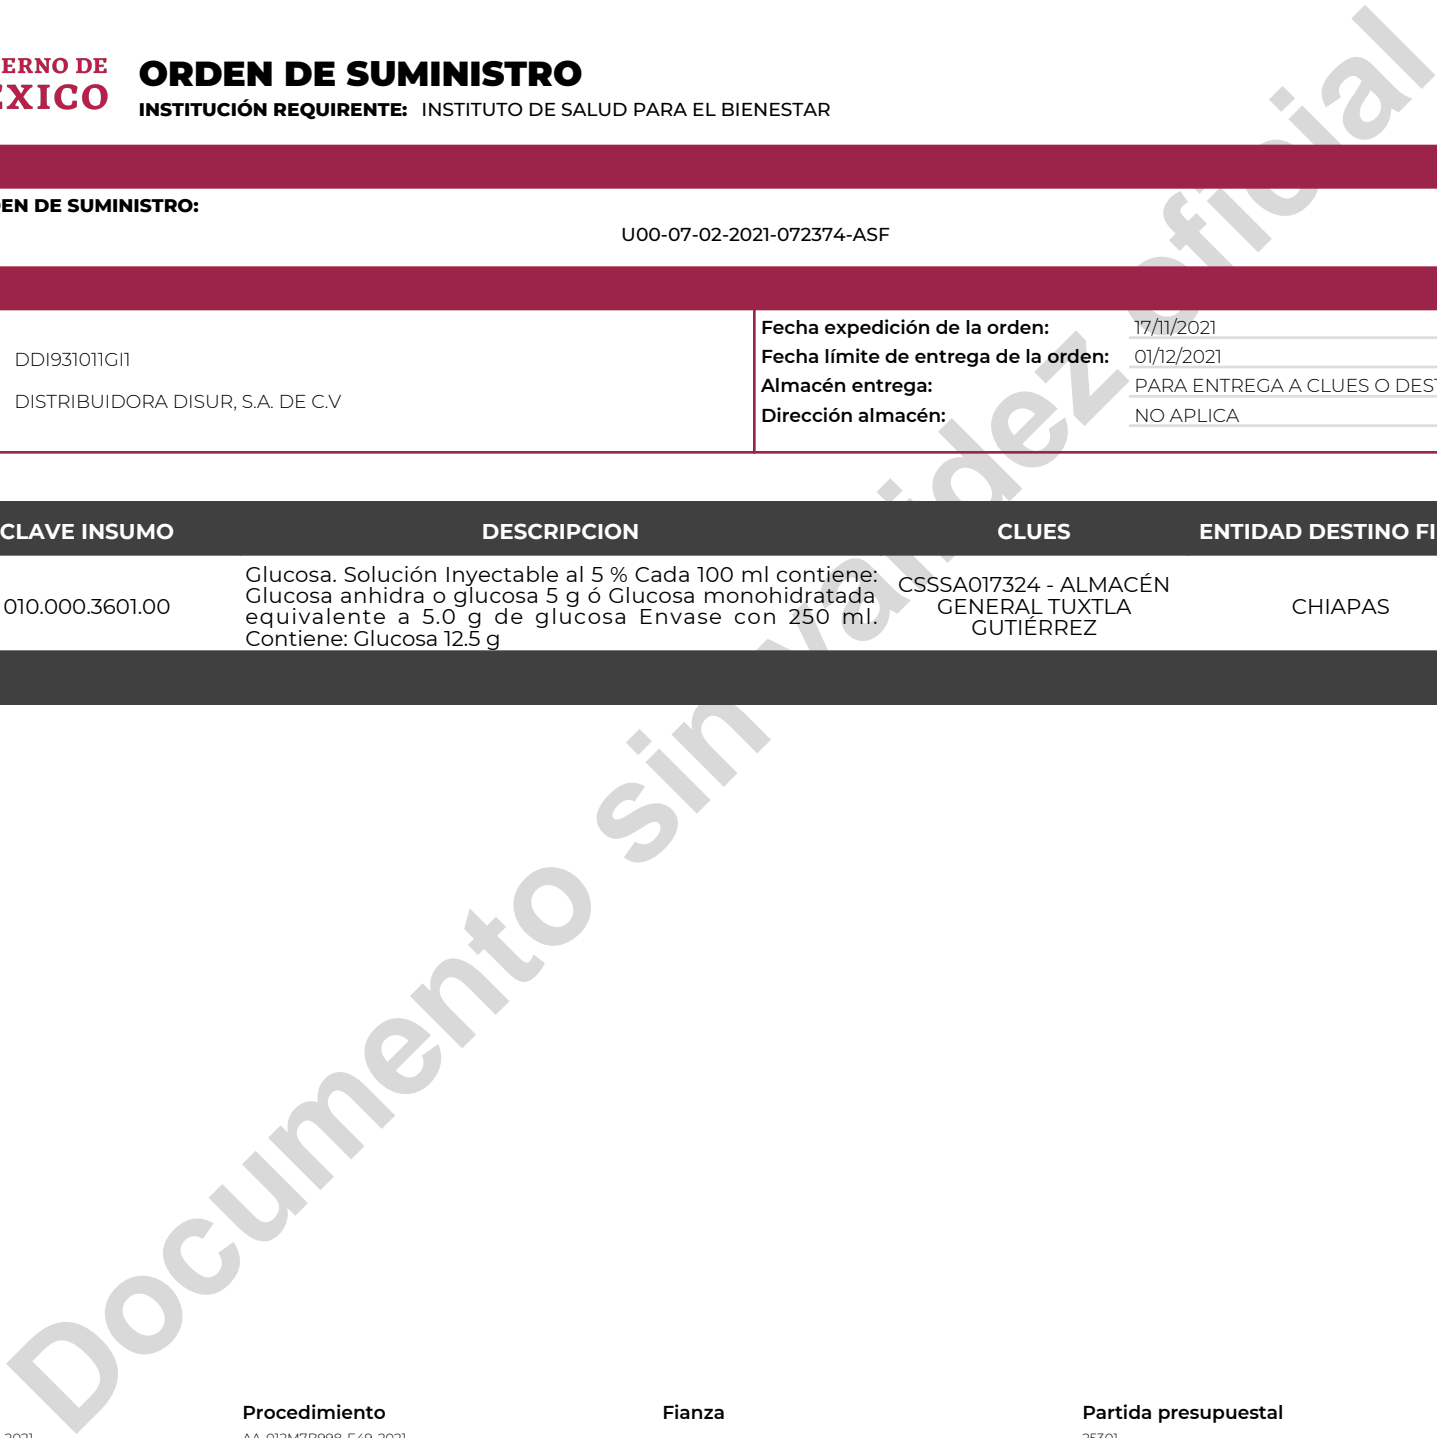 ERNO DE
ÉXICO
ORDEN DE SUMINISTRO
INSTITUCIÓN REQUIRENTE: INSTITUTO DE SALUD PARA EL BIENESTAR
EN DE SUMINISTRO:
U00-07-02-2021-072374-ASF
DDI931011GI1
DISTRIBUIDORA DISUR, S.A. DE C.V
Fecha expedición de la orden: 17/11/2021
Fecha límite de entrega de la orden: 01/12/2021
Almacén entrega: PARA ENTREGA A CLUES O DEST
Dirección almacén: NO APLICA
CLAVE INSUMO DESCRIPCION CLUES ENTIDAD DESTINO FI
010.000.3601.00
Glucosa. Solución Inyectable al 5 % Cada 100 ml contiene:
Glucosa anhidra o glucosa 5 g ó Glucosa monohidratada
equivalente a 5.0 g de glucosa Envase con 250 ml.
Contiene: Glucosa 12.5 g
CSSSA017324 - ALMACÉN
GENERAL TUXTLA
GUTIÉRREZ
CHIAPAS
Documento sin validez oficial
Procedimiento Fianza Partida presupuestal